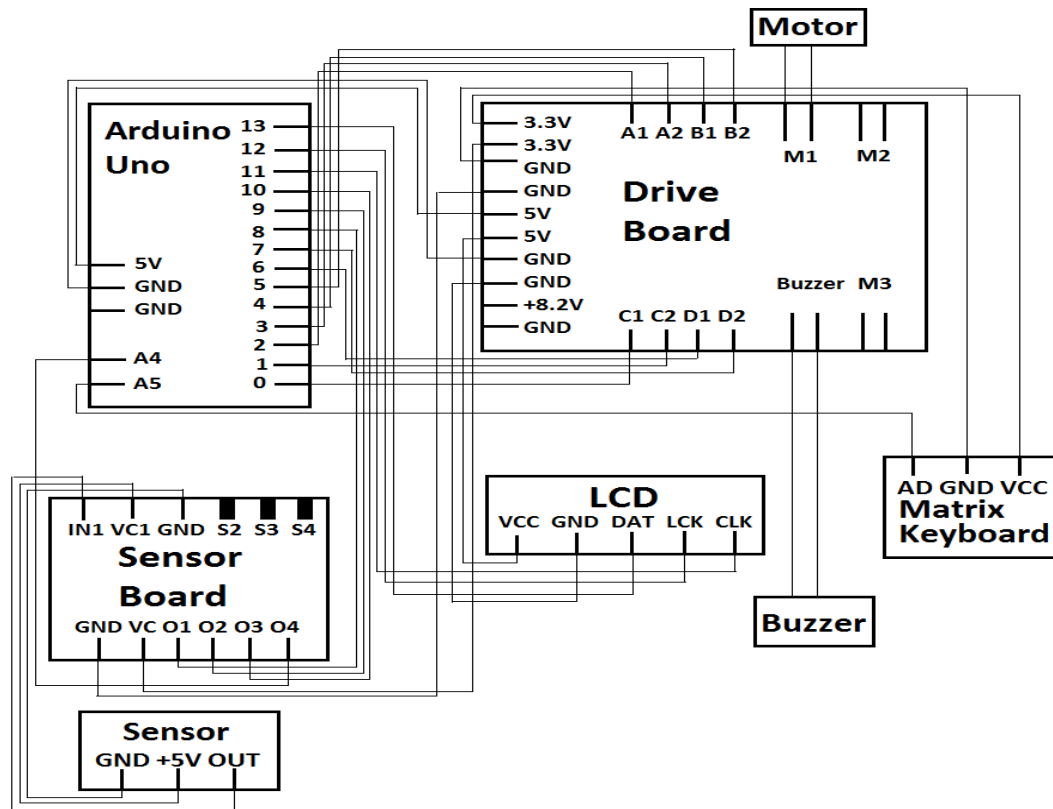 Motor
Arduino
Uno
13
12
11
10
9
8
7
6
5
4
3
2
1
0
5V
GND
GND
A4
A5
3.3V
3.3V
GND
GND
5V
5V
GND
GND
+8.2V
GND
A1 A2 B1 B2
M1 M2
Drive
Board
Buzzer M3
C1 C2 D1 D2
IN1 VC1 GND S2 S3 S4
Sensor
Board
GND VC O1 O2 O3 O4
LCD
VCC GND DAT LCK CLK
AD GND VCC
Matrix
Keyboard
Buzzer
Sensor
GND +5V OUT